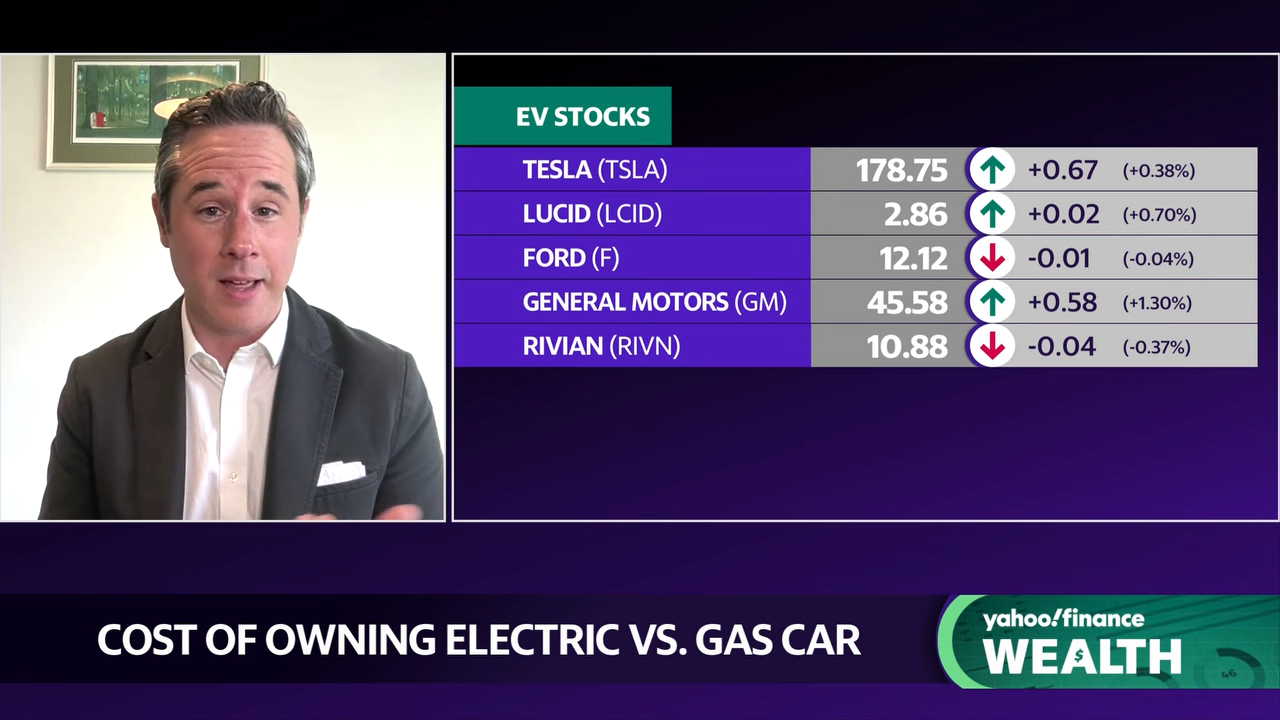 EV STOCKS
TESLA (TSLA) 178.75 +0.67 (+0.38%)
LUCID (LCID) 2.86 +0.02 (+0.70%)
FORD (F) 12.12 -0.01 (-0.04%)
GENERAL MOTORS (GM) 45.58 +0.58 (+1.30%)
RIVIAN (RIVN) 10.88 -0.04 (-0.37%)
COST OF OWNING ELECTRIC VS. GAS CAR
yahoo!finance
WEALTH